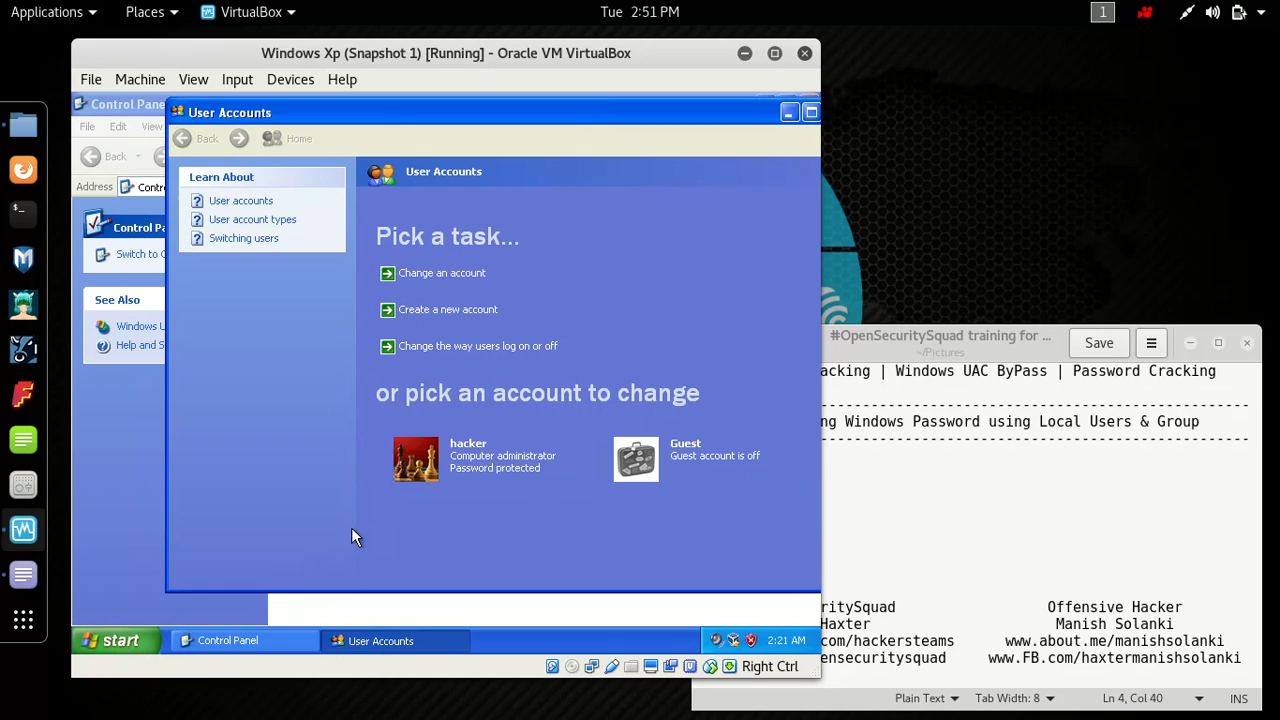 Applications Places VirtualBox Tue 2:51 PM 1
Windows Xp (Snapshot 1) [Running] - Oracle VM VirtualBox
File Machine View Input Devices Help
Control Pane
File Edit View
Back
Address Contro
Control Pa
Switch to C
See Also
Windows U
Help and S
User Accounts
Back Home
Learn About
User accounts
User account types
Switching users
User Accounts
Pick a task...
Change an account
Create a new account
Change the way users log on or off
or pick an account to change
hacker
Computer administrator
Password protected
Guest
Guest account is off
start Control Panel User Accounts 2:21 AM
Right Ctrl
#OpenSecuritySquad training for ...
~/Pictures
Save
acking | Windows UAC ByPass | Password Cracking
---------------------------------------------------
ng Windows Password using Local Users & Group
---------------------------------------------------
ritySquad Offensive Hacker
Haxter Manish Solanki
com/hackersteams www.about.me/manishsolanki
ensecuritysquad www.FB.com/haxtermanishsolanki
Plain Text Tab Width: 8 Ln 4, Col 40 INS